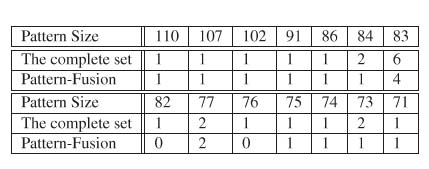 Pattern Size 110 107 102 91 86 84 83
The complete set 1 1 1 1 1 2 6
Pattern-Fusion 1 1 1 1 1 1 4
Pattern Size 82 77 76 75 74 73 71
The complete set 1 2 1 1 1 2 1
Pattern-Fusion 0 2 0 1 1 1 1